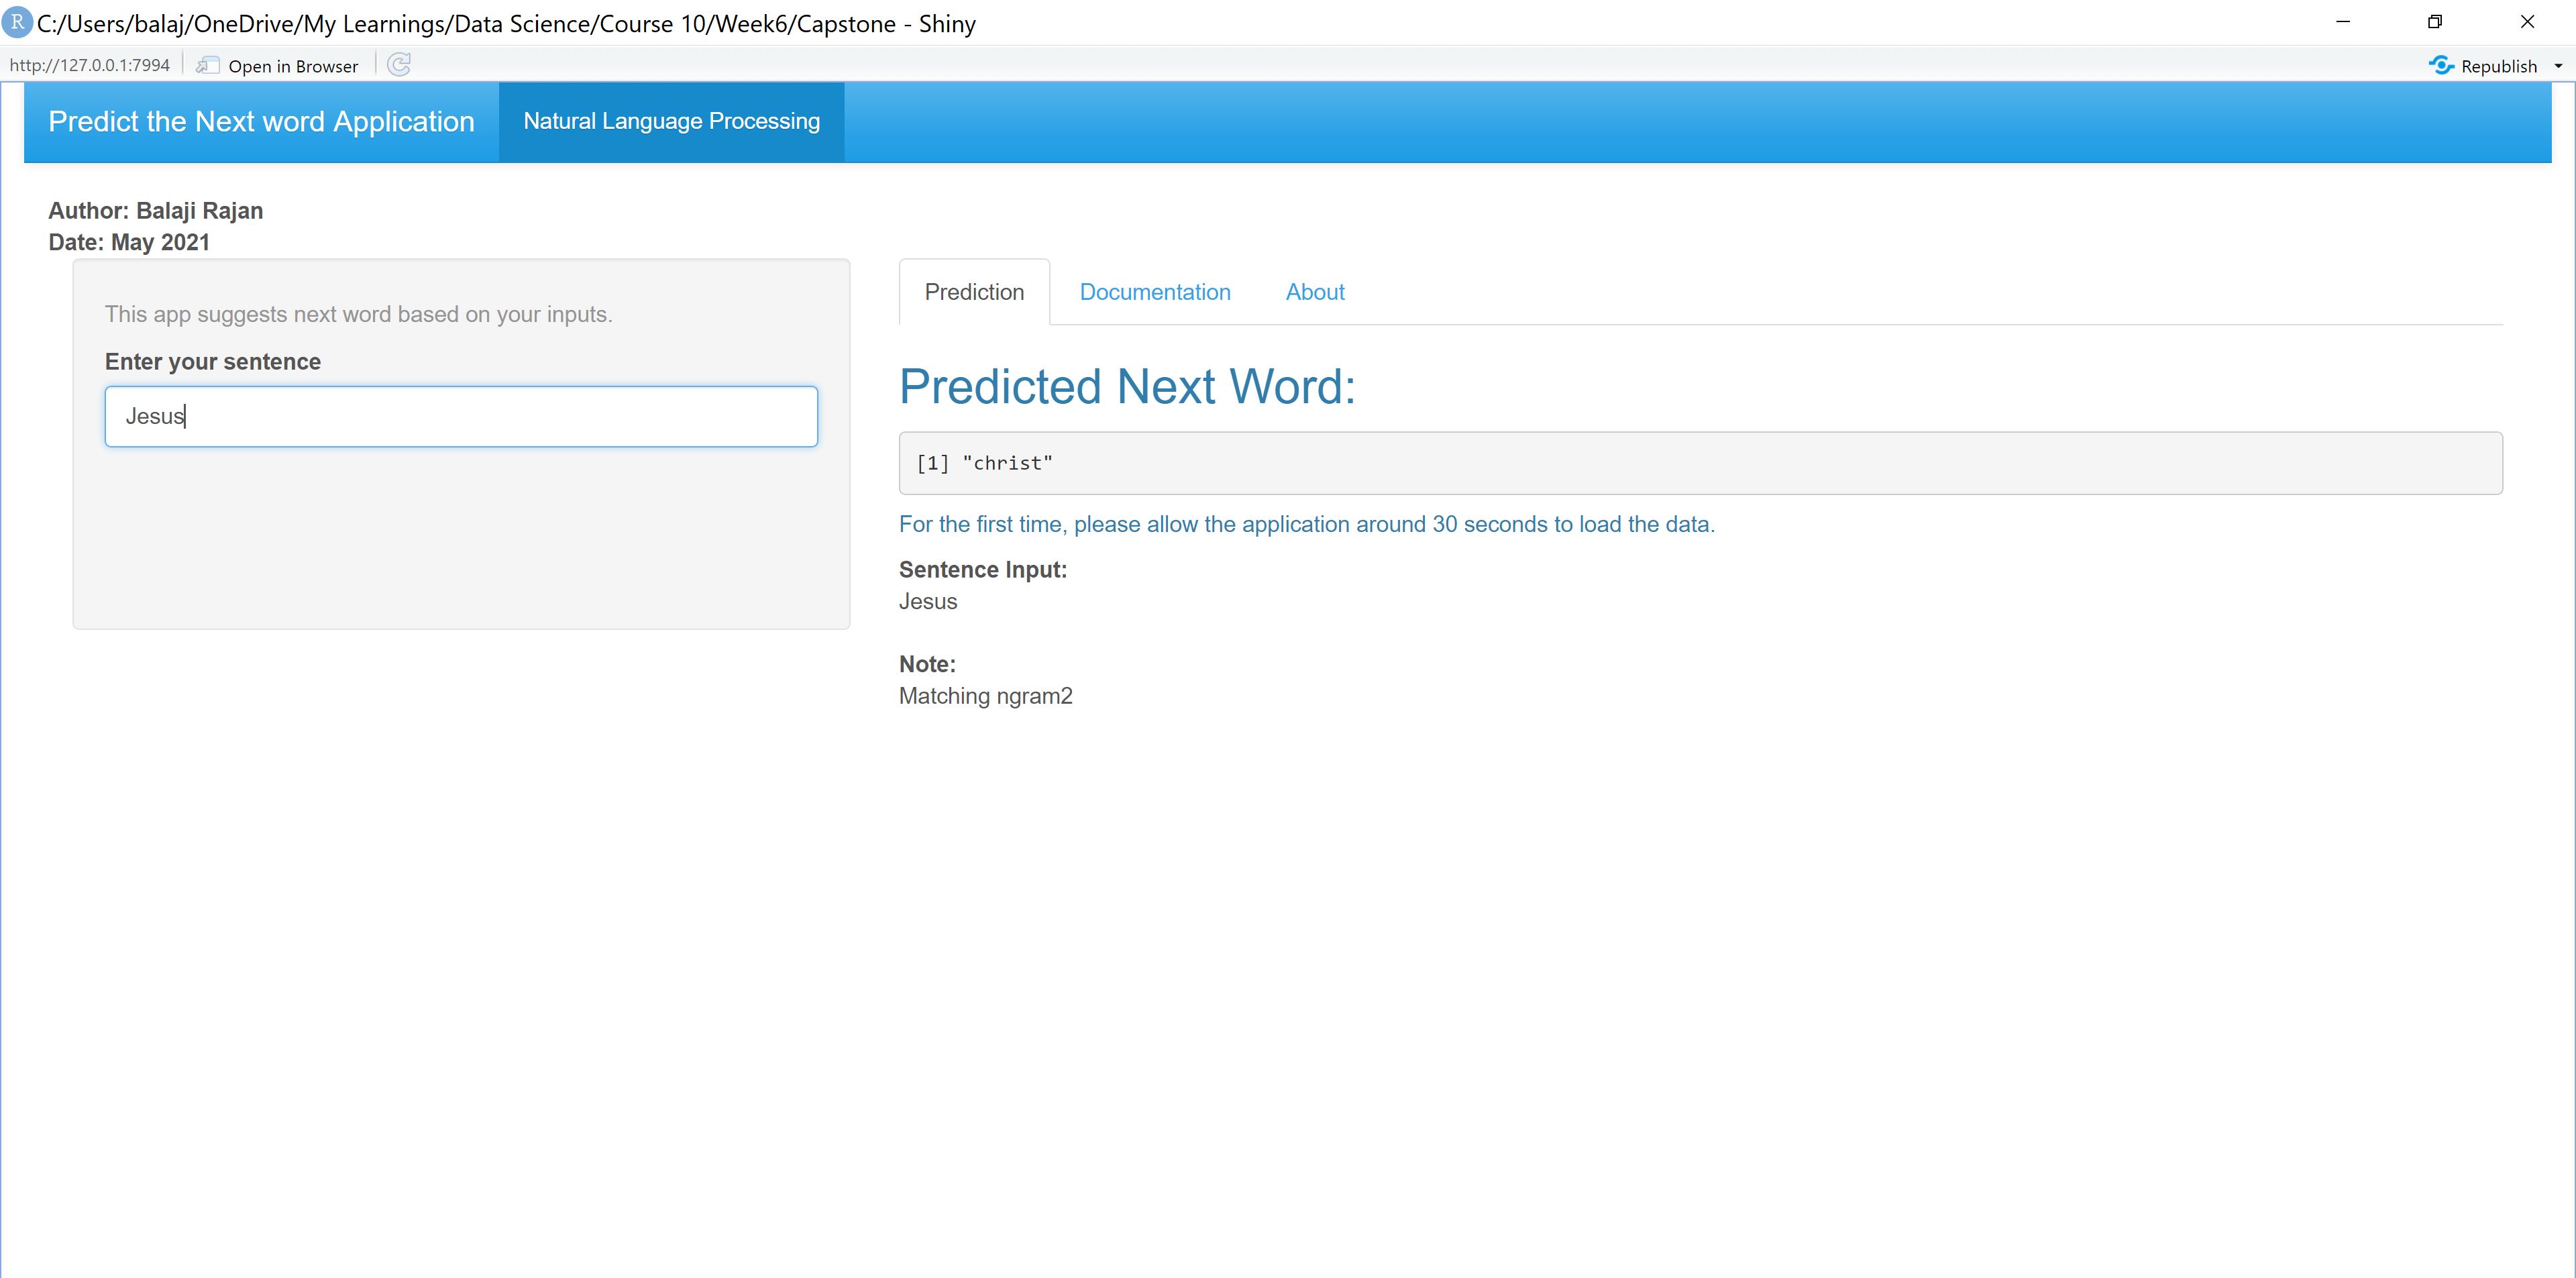 R C:/Users/balaj/OneDrive/My Learnings/Data Science/Course 10/Week6/Capstone - Shiny
http://127.0.0.1:7994 Open in Browser Republish
Predict the Next word Application Natural Language Processing
Author: Balaji Rajan
Date: May 2021
This app suggests next word based on your inputs.
Enter your sentence
Jesus
Prediction Documentation About
Predicted Next Word:
[1] "christ"
For the first time, please allow the application around 30 seconds to load the data.
Sentence Input:
Jesus
Note:
Matching ngram2